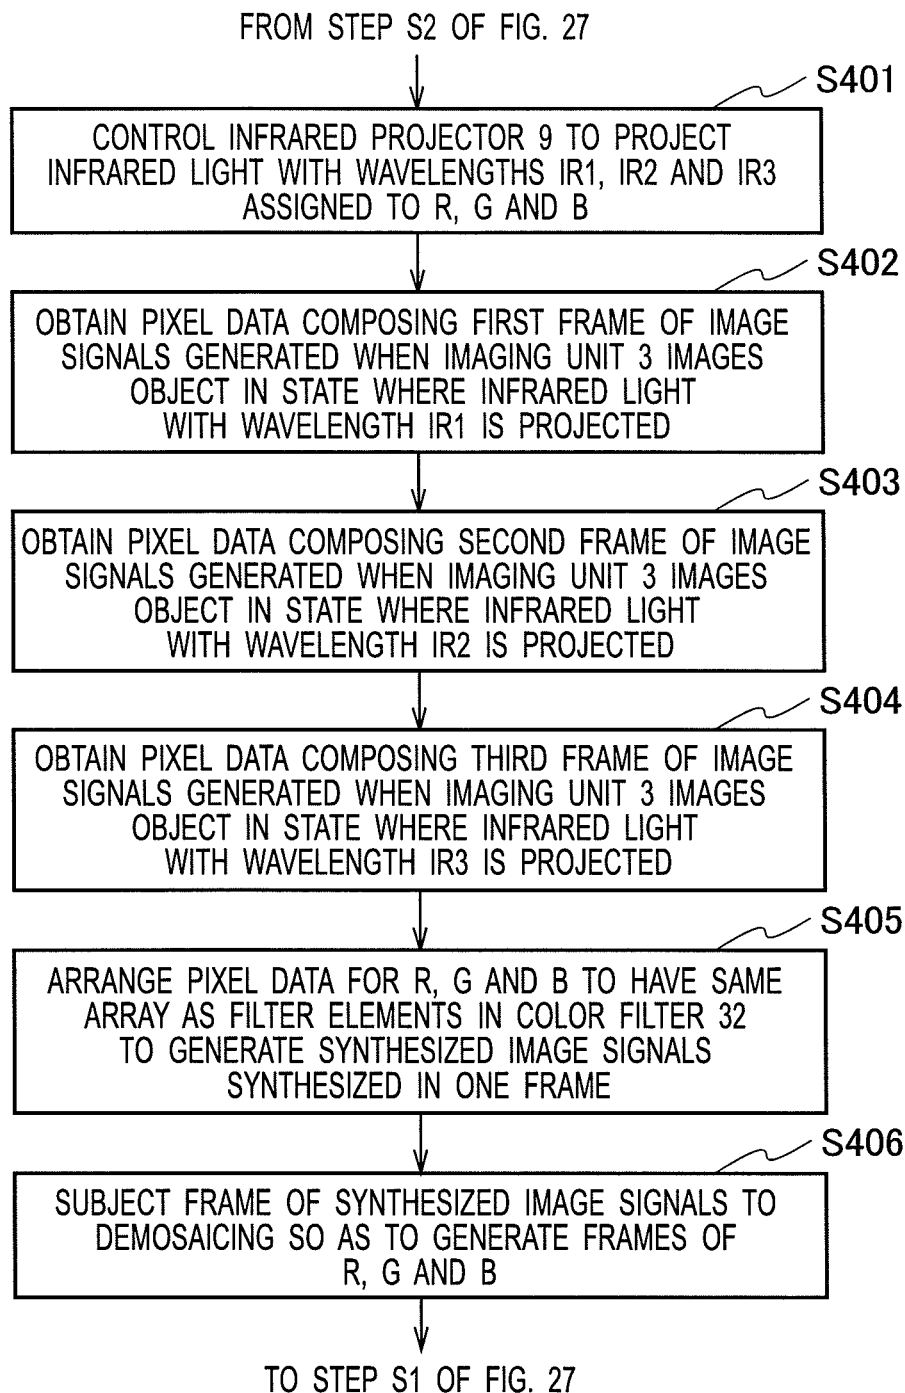 FROM STEP S2 OF FIG. 27
S401
CONTROL INFRARED PROJECTOR 9 TO PROJECT
INFRARED LIGHT WITH WAVELENGTHS IR1, IR2 AND IR3
ASSIGNED TO R, G AND B
S402
OBTAIN PIXEL DATA COMPOSING FIRST FRAME OF IMAGE
SIGNALS GENERATED WHEN IMAGING UNIT 3 IMAGES
OBJECT IN STATE WHERE INFRARED LIGHT
WITH WAVELENGTH IR1 IS PROJECTED
S403
OBTAIN PIXEL DATA COMPOSING SECOND FRAME OF IMAGE
SIGNALS GENERATED WHEN IMAGING UNIT 3 IMAGES
OBJECT IN STATE WHERE INFRARED LIGHT
WITH WAVELENGTH IR2 IS PROJECTED
S404
OBTAIN PIXEL DATA COMPOSING THIRD FRAME OF IMAGE
SIGNALS GENERATED WHEN IMAGING UNIT 3 IMAGES
OBJECT IN STATE WHERE INFRARED LIGHT
WITH WAVELENGTH IR3 IS PROJECTED
S405
ARRANGE PIXEL DATA FOR R, G AND B TO HAVE SAME
ARRAY AS FILTER ELEMENTS IN COLOR FILTER 32
TO GENERATE SYNTHESIZED IMAGE SIGNALS
SYNTHESIZED IN ONE FRAME
S406
SUBJECT FRAME OF SYNTHESIZED IMAGE SIGNALS TO
DEMOSAICING SO AS TO GENERATE FRAMES OF
R, G AND B
TO STEP S1 OF FIG. 27